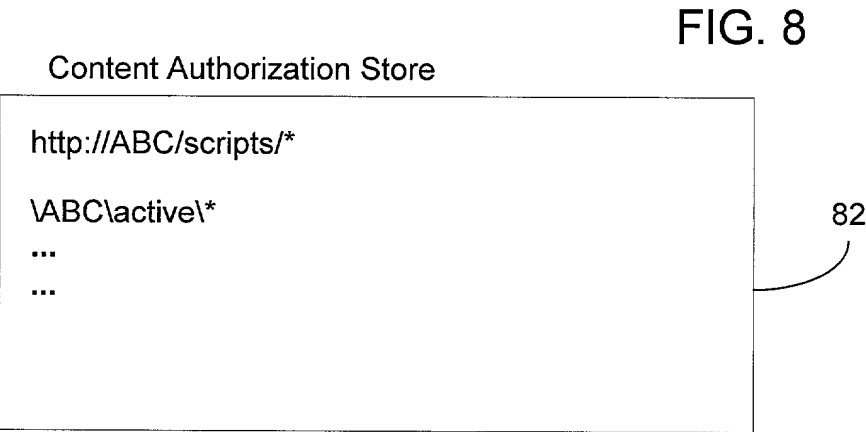 FIG. 8
Content Authorization Store
http://ABC/scripts/*
\ABC\active\*
...
...
82